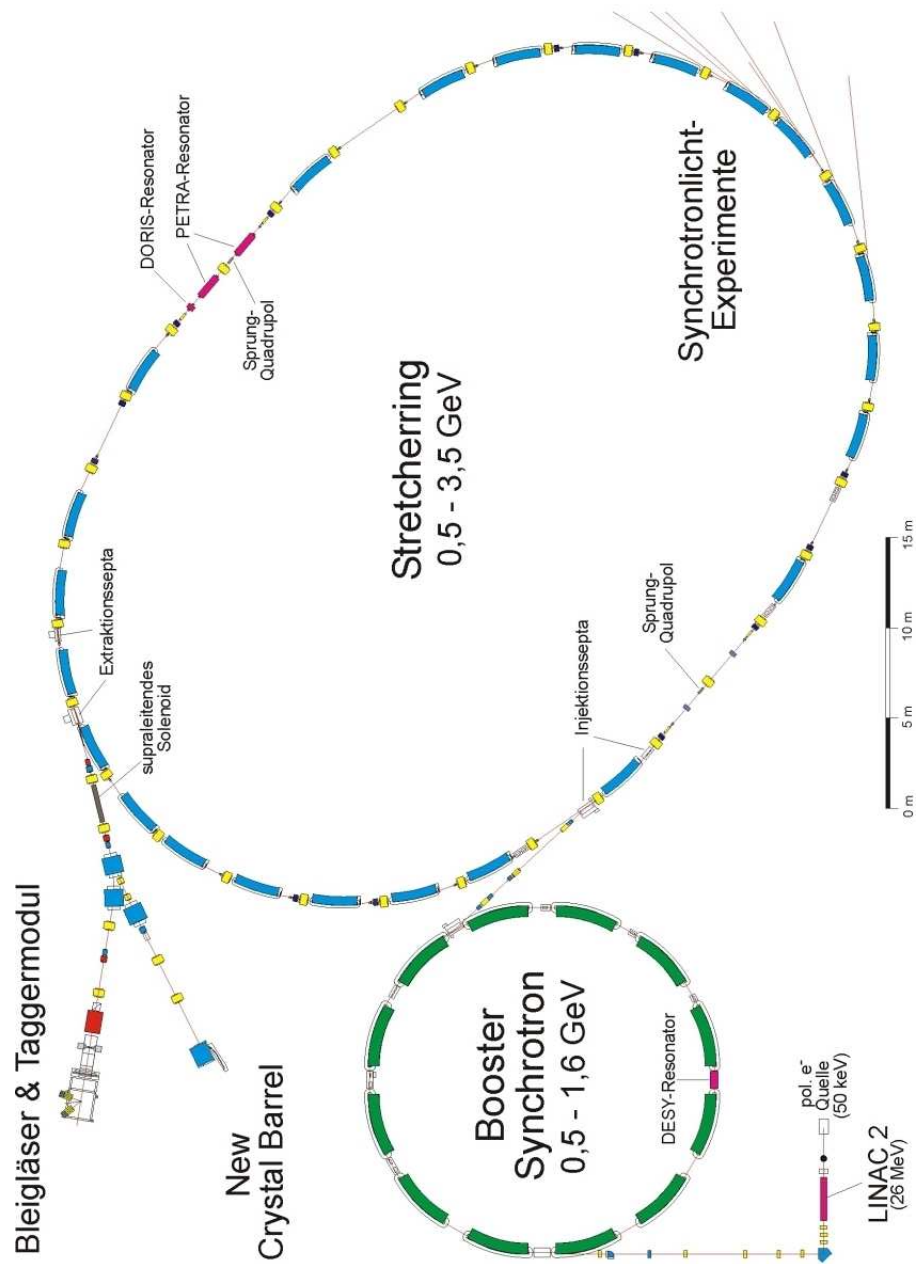 Bleigläser & Taggermodul
New
Crystal Barrel
supraleitendes
Solenoid
Extraktionssepta
DORIS-Resonator
PETRA-Resonator
Sprung-
Quadrupol
Stretcherring
0,5 - 3,5 GeV
Synchrotronlicht-
Experimente
Injektionssepta
Sprung-
Quadrupol
Booster
Synchrotron
0,5 - 1,6 GeV
DESY-Resonator
pol. e⁻
Quelle
(50 keV)
LINAC 2
(26 MeV)
0 m
5 m
10 m
15 m